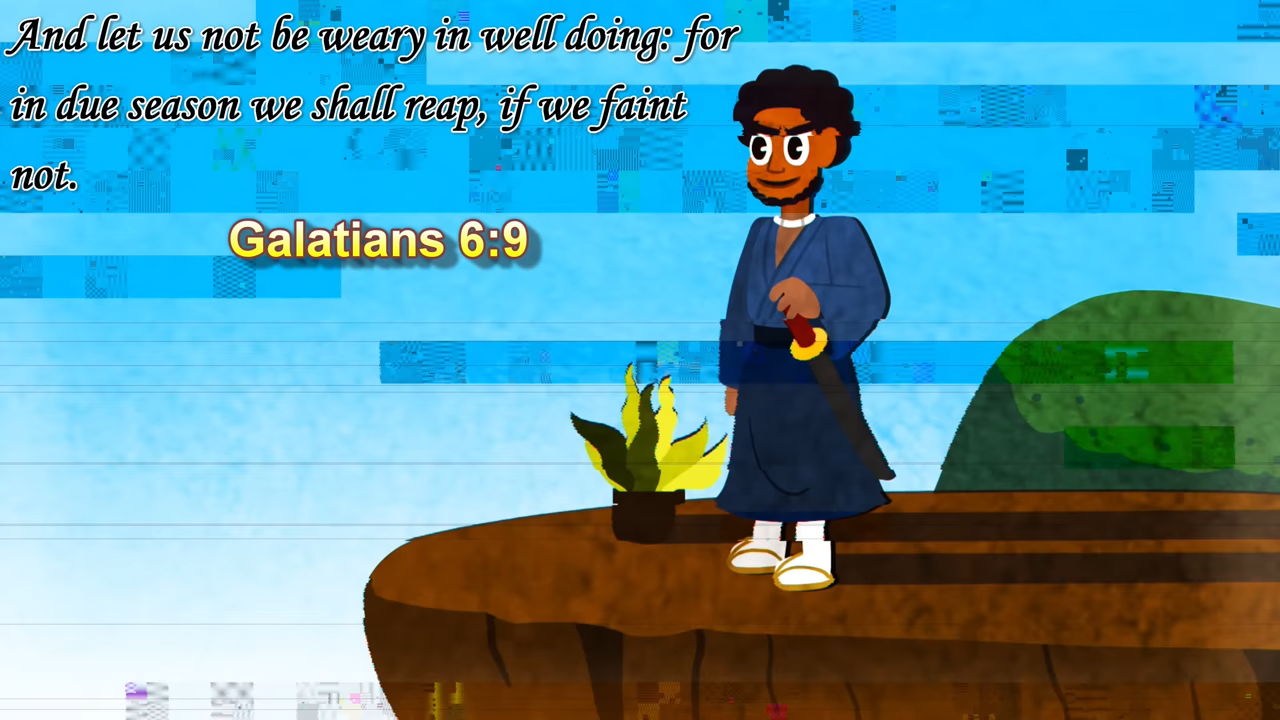 And let us not be weary in well doing: for
in due season we shall reap, if we faint
not.
Galatians 6:9